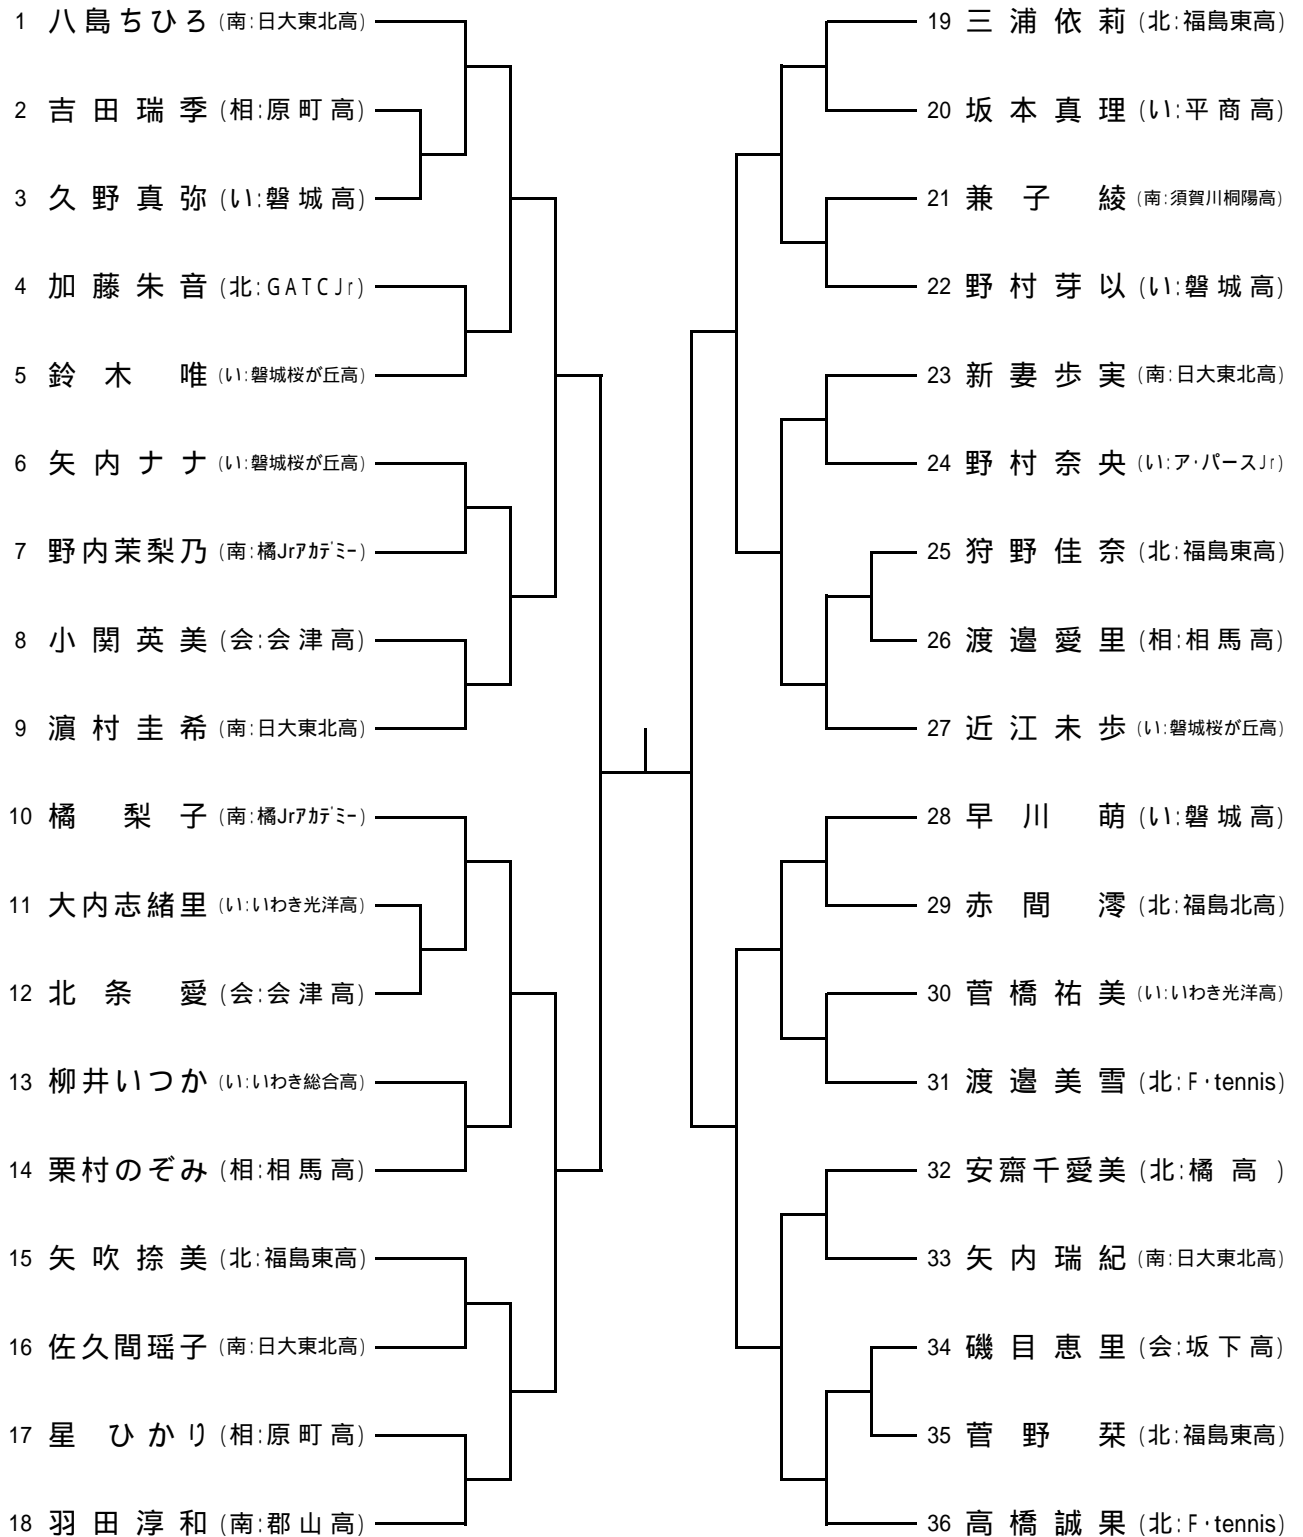 1 八島ちひろ (南:日大東北高)
2 吉田瑞季 (相:原町高)
3 久野真弥 (い:磐城高)
4 加藤朱音 (北:GATCJr)
5 鈴木唯 (い:磐城桜が丘高)
6 矢内ナナ (い:磐城桜が丘高)
7 野内茉梨乃 (南:橘Jrアカデミー)
8 小関英美 (会:会津高)
9 濵村圭希 (南:日大東北高)
10 橘梨子 (南:橘Jrアカデミー)
11 大内志緒里 (い:いわき光洋高)
12 北条愛 (会:会津高)
13 柳井いつか (い:いわき総合高)
14 栗村のぞみ (相:相馬高)
15 矢吹捺美 (北:福島東高)
16 佐久間瑶子 (南:日大東北高)
17 星ひかり (相:原町高)
18 羽田淳和 (南:郡山高)
19 三浦依莉 (北:福島東高)
20 坂本真理 (い:平商高)
21 兼子綾 (南:須賀川桐陽高)
22 野村芽以 (い:磐城高)
23 新妻歩実 (南:日大東北高)
24 野村奈央 (い:ア・パースJr)
25 狩野佳奈 (北:福島東高)
26 渡邉愛里 (相:相馬高)
27 近江未歩 (い:磐城桜が丘高)
28 早川萌 (い:磐城高)
29 赤間澪 (北:福島北高)
30 菅橋祐美 (い:いわき光洋高)
31 渡邉美雪 (北:F・tennis)
32 安齋千愛美 (北:橘高)
33 矢内瑞紀 (南:日大東北高)
34 磯目恵里 (会:坂下高)
35 菅野栞 (北:福島東高)
36 高橋誠果 (北:F・tennis)